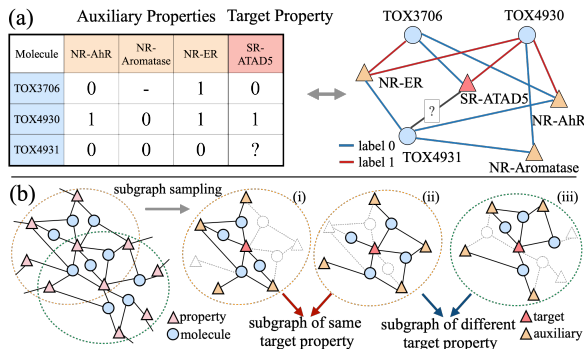 (a) Auxiliary Properties Target Property
Molecule NR-AhR NR-Aromatase NR-ER SR-ATAD5
TOX3706 0 - 1 0
TOX4930 1 0 1 1
TOX4931 0 0 0 ?
TOX3706 TOX4930
NR-ER SR-ATAD5 NR-AhR
?
TOX4931 NR-Aromatase
label 0
label 1
(b) subgraph sampling (i) (ii) (iii)
property
molecule
subgraph of same
target property
subgraph of different
target property
target
auxiliary